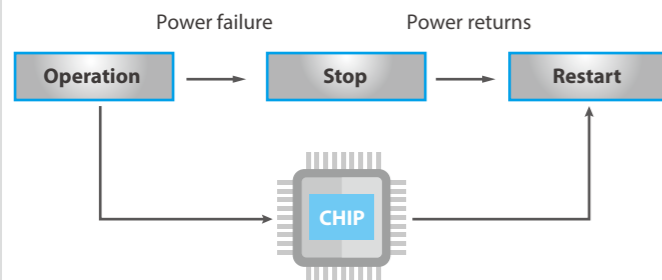 Power failure
Power returns
Operation
Stop
Restart
CHIP